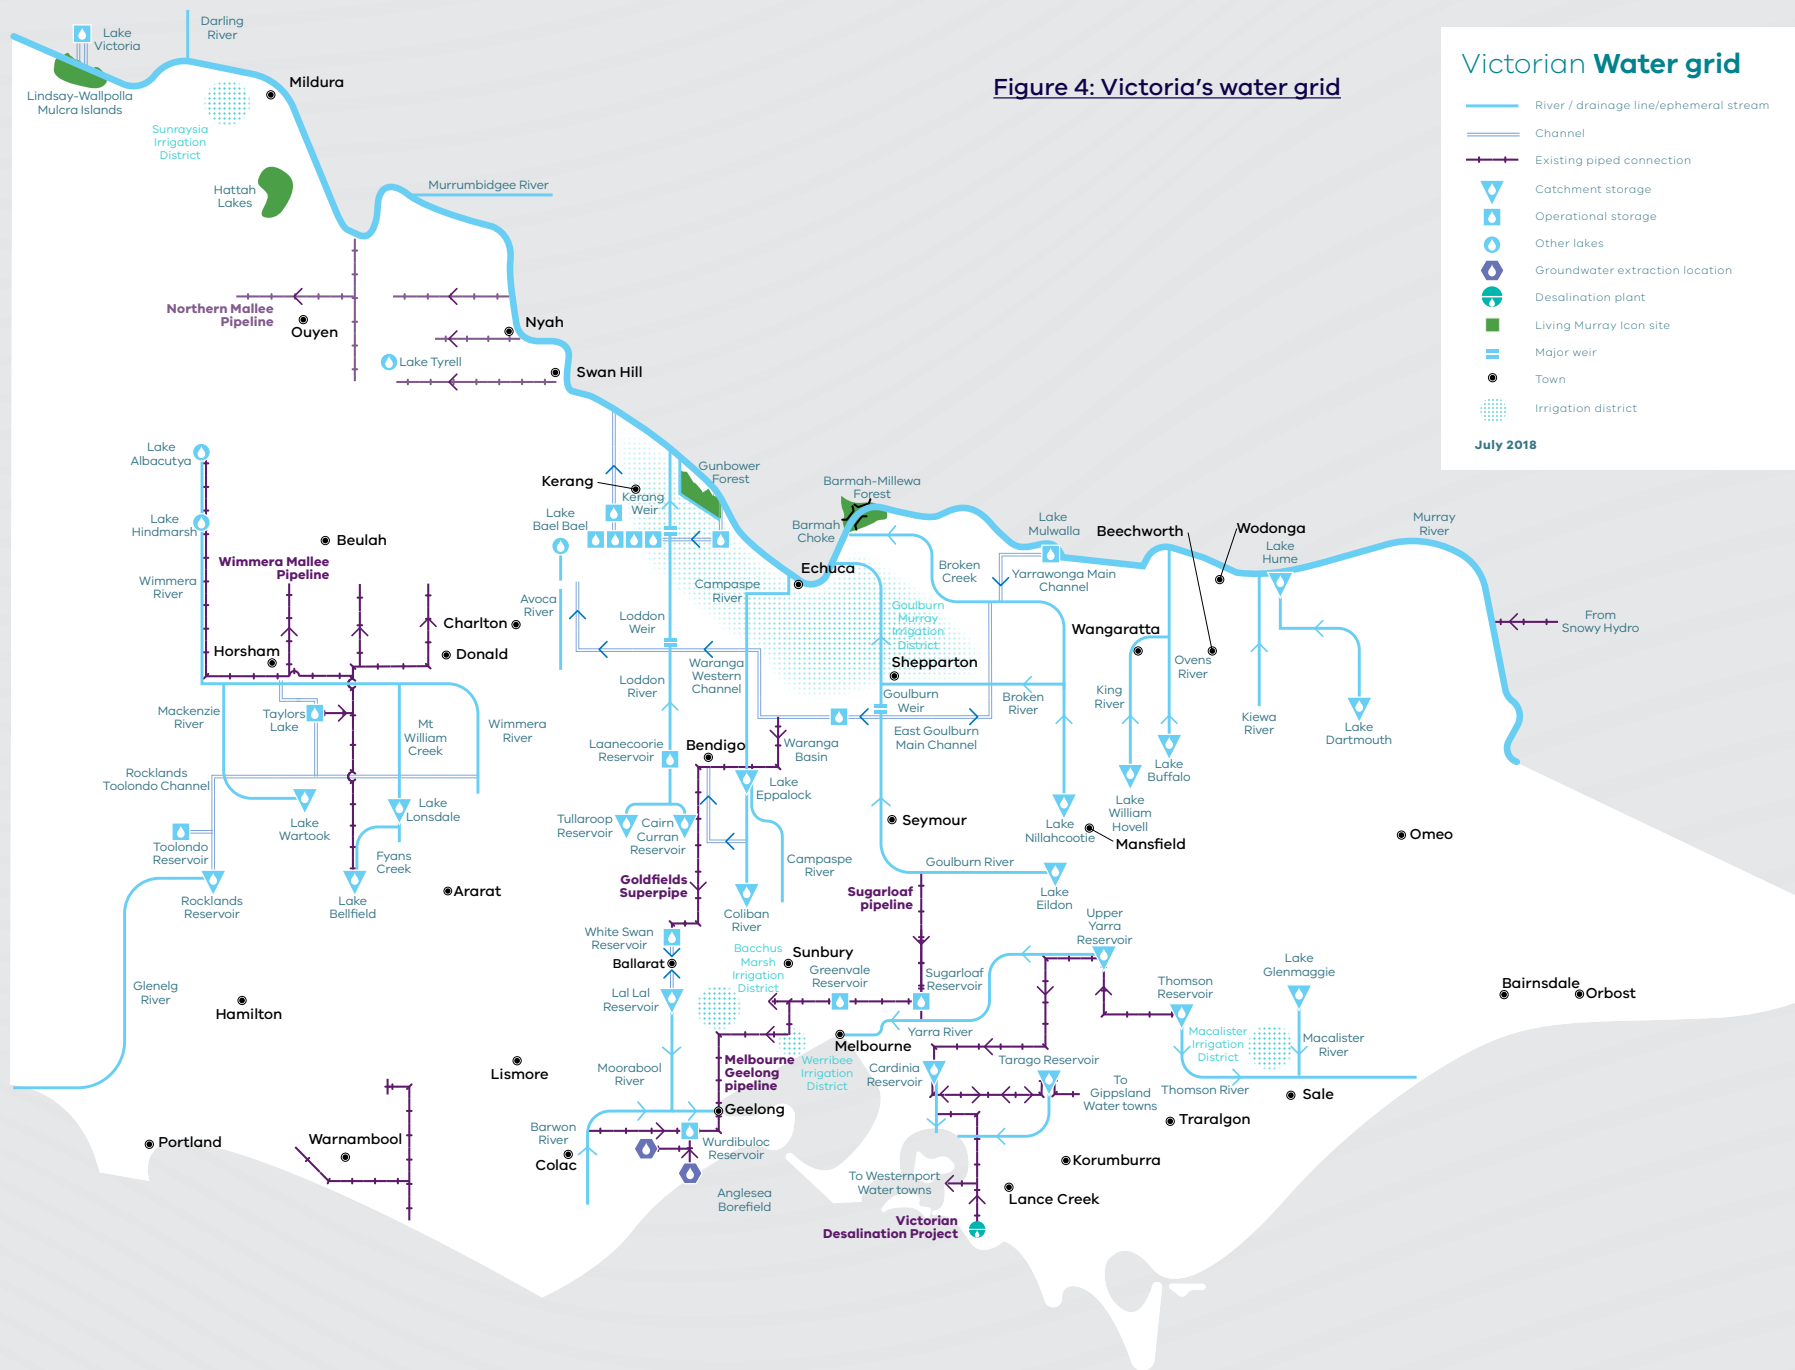 Figure 4: Victoria's water grid
Victorian Water grid
River / drainage line/ephemeral stream
Channel
Existing piped connection
Catchment storage
Operational storage
Other lakes
Groundwater extraction location
Desalination plant
Living Murray Icon site
Major weir
Town
Irrigation district
July 2018
Lake
Victoria
Darling
River
Mildura
Lindsay-Wallpolla
Mulcra Islands
Sunraysia
Irrigation
District
Hattah
Lakes
Murrumbidgee River
Northern Mallee
Pipeline
Ouyen
Nyah
Lake Tyrell
Swan Hill
Lake
Albacutya
Lake
Hindmarsh
Beulah
Wimmera Mallee
Pipeline
Wimmera
River
Horsham
Charlton
Donald
Kerang
Kerang
Weir
Gunbower
Forest
Lake
Bael Bael
Avoca
River
Campaspe
River
Loddon
Weir
Echuca
Barmah-Millewa
Forest
Barmah
Choke
Broken
Creek
Lake
Mulwalla
Yarrawonga Main
Channel
Beechworth
Wodonga
Lake
Hume
Murray
River
From
Snowy Hydro
Goulburn
Murray
Irrigation
District
Wangaratta
Shepparton
Ovens
River
King
River
Kiewa
River
Lake
Dartmouth
Waranga
Western
Channel
Loddon
River
Goulburn
Weir
Broken
River
East Goulburn
Main Channel
Mackenzie
River
Taylors
Lake
Mt
William
Creek
Wimmera
River
Laanecoorie
Reservoir
Bendigo
Waranga
Basin
Lake
Eppalock
Lake
Buffalo
Lake
William
Hovell
Rocklands
Toolondo Channel
Lake
Wartook
Lake
Lonsdale
Toolondo
Reservoir
Fyans
Creek
Tullaroop
Reservoir
Cairn
Curran
Reservoir
Seymour
Lake
Nillahcootie
Mansfield
Omeo
Campaspe
River
Goulburn River
Rocklands
Reservoir
Lake
Bellfield
Ararat
Goldfields
Superpipe
Coliban
River
Sugarloaf
pipeline
Lake
Eildon
Upper
Yarra
Reservoir
White Swan
Reservoir
Ballarat
Bacchus
Marsh
Irrigation
District
Sunbury
Greenvale
Reservoir
Sugarloaf
Reservoir
Thomson
Reservoir
Lake
Glenmaggie
Bairnsdale
Orbost
Glenelg
River
Hamilton
Lal Lal
Reservoir
Yarra River
Melbourne
Macalister
Irrigation
District
Macalister
River
Lismore
Moorabool
River
Melbourne
Geelong
pipeline
Werribee
Irrigation
District
Cardinia
Reservoir
Tarago Reservoir
To
Gippsland
Water towns
Thomson River
Sale
Traralgon
Geelong
Portland
Warnambool
Barwon
River
Colac
Wurdibuloc
Reservoir
Anglesea
Borefield
To Westernport
Water towns
Korumburra
Lance Creek
Victorian
Desalination Project